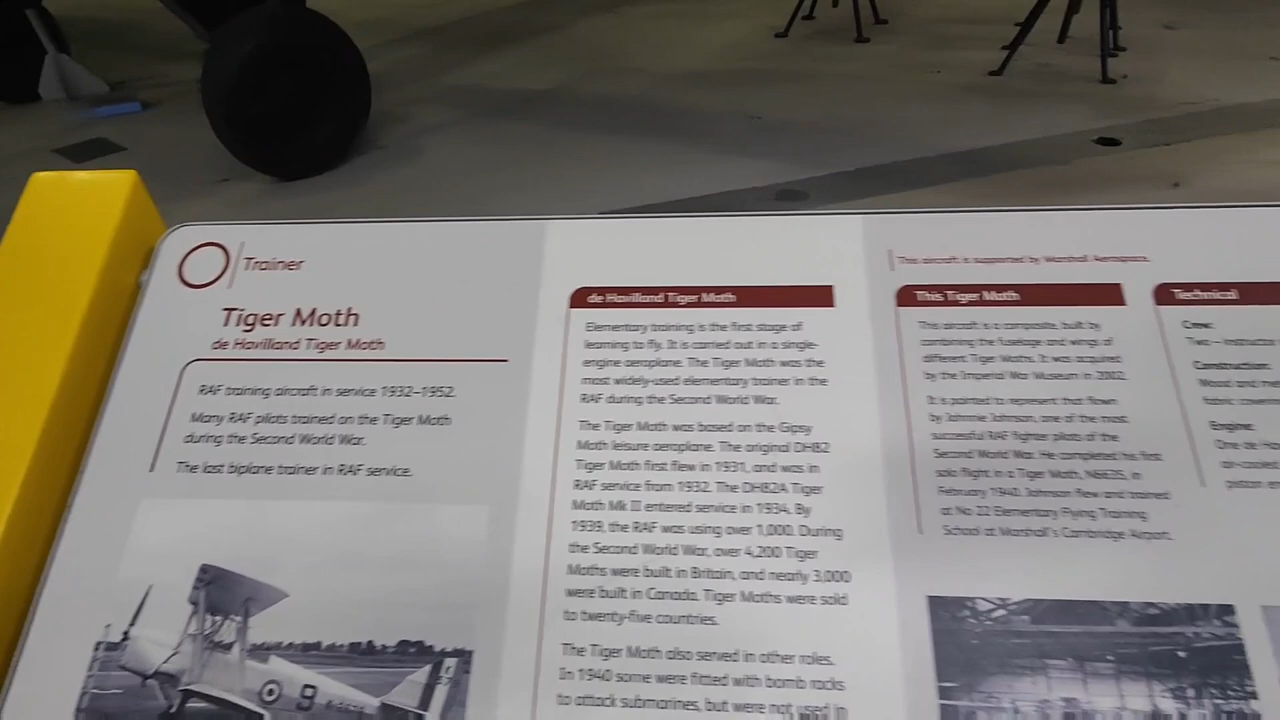 Trainer
Tiger Moth
de Havilland Tiger Moth
RAF training aircraft in service 1932–1952.
Many RAF pilots trained on the Tiger Moth
during the Second World War.
The last biplane trainer in RAF service.
9
de Havilland Tiger Moth
Elementary training is the first stage of
learning to fly. It is carried out in a single-
engine aeroplane. The Tiger Moth was the
most widely-used elementary trainer in the
RAF during the Second World War.
The Tiger Moth was based on the Gipsy
Moth leisure aeroplane. The original DH82
Tiger Moth first flew in 1931, and was in
RAF service from 1932. The DH82A Tiger
Moth Mk II entered service in 1934. By
1939, the RAF was using over 1,000. During
the Second World War, over 4,200 Tiger
Moths were built in Britain, and nearly 3,000
were built in Canada. Tiger Moths were sold
to twenty-five countries.
The Tiger Moth also served in other roles.
In 1940 some were fitted with bomb racks
to attack submarines, but were not used in
This aircraft is supported by Marshall Aerospace.
This Tiger Moth
This aircraft is a composite, built by
combining the fuselage and wings of
different Tiger Moths. It was acquired
by the Imperial War Museum in 2002.
It is painted to represent that flown
by Johnnie Johnson, one of the most
successful RAF fighter pilots of the
Second World War. He completed his first
solo flight in a Tiger Moth, N6635, in
February 1940. Johnson flew and trained
at No 22 Elementary Flying Training
School at Marshall's Cambridge Airport.
Technical
Crew:
Two – instructor
Construction:
Wood and
fabric
Engine:
One de
air-cooled
piston